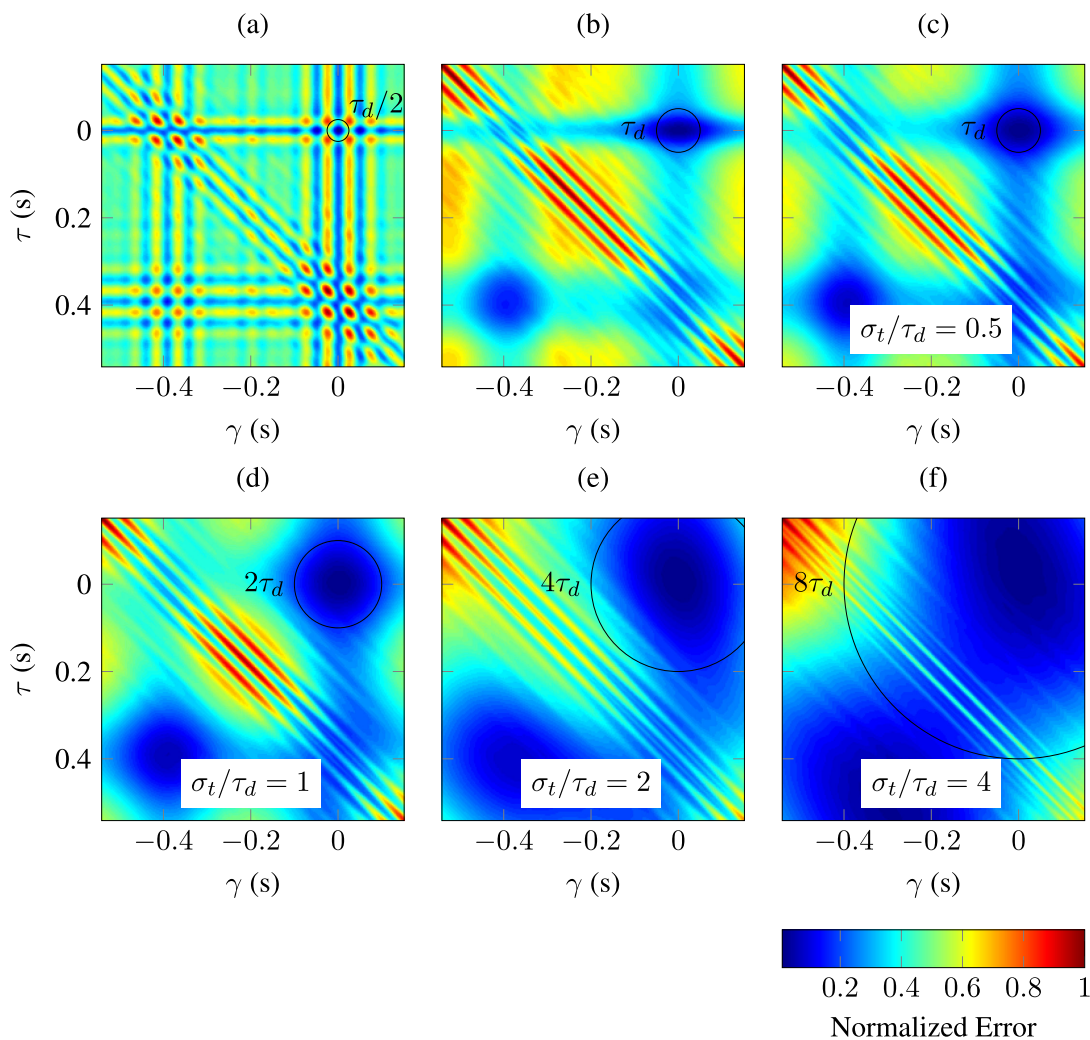 (a)
(b)
(c)
τ_d/2
τ_d
τ_d
0
0.2
0.4
τ (s)
σ_t/τ_d = 0.5
−0.4 −0.2 0
−0.4 −0.2 0
−0.4 −0.2 0
γ (s)
γ (s)
γ (s)
(d)
(e)
(f)
2τ_d
4τ_d
8τ_d
0
0.2
0.4
τ (s)
σ_t/τ_d = 1
σ_t/τ_d = 2
σ_t/τ_d = 4
−0.4 −0.2 0
−0.4 −0.2 0
−0.4 −0.2 0
γ (s)
γ (s)
γ (s)
0.2 0.4 0.6 0.8 1
Normalized Error